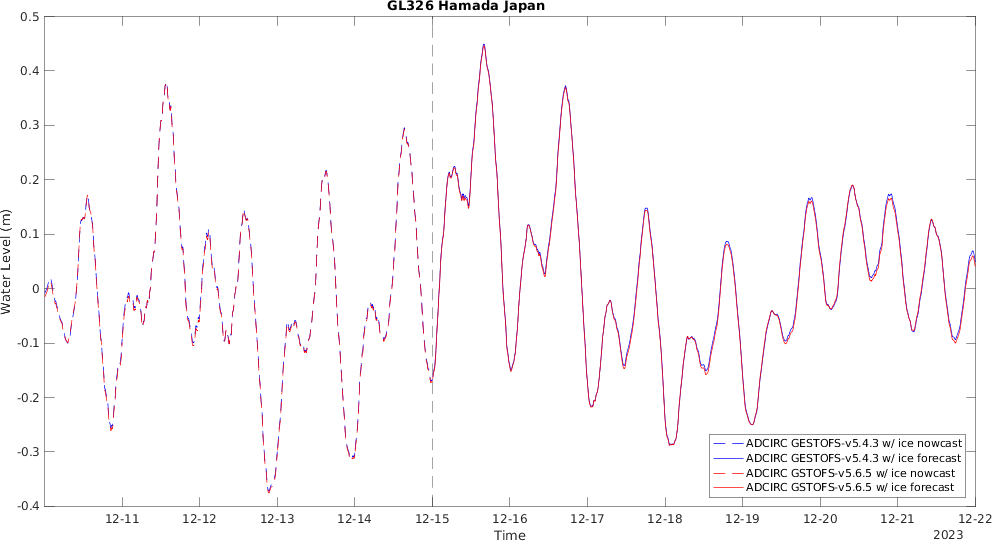 GL326 Hamada Japan
0.5
0.4
0.3
0.2
0.1
0
-0.1
-0.2
-0.3
-0.4
Water Level (m)
ADCIRC GESTOFS-v5.4.3 w/ ice nowcast
ADCIRC GESTOFS-v5.4.3 w/ ice forecast
ADCIRC GSTOFS-v5.6.5 w/ ice nowcast
ADCIRC GSTOFS-v5.6.5 w/ ice forecast
12-11 12-12 12-13 12-14 12-15 12-16 12-17 12-18 12-19 12-20 12-21 12-22
Time
2023